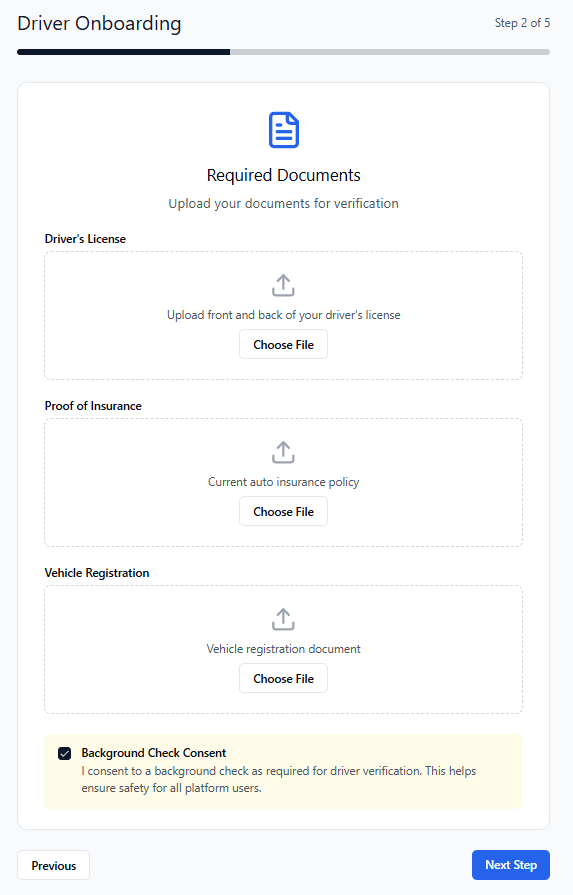 Driver Onboarding
Step 2 of 5
Required Documents
Upload your documents for verification
Driver's License
Upload front and back of your driver's license
Choose File
Proof of Insurance
Current auto insurance policy
Choose File
Vehicle Registration
Vehicle registration document
Choose File
Background Check Consent
I consent to a background check as required for driver verification. This helps
ensure safety for all platform users.
Previous
Next Step